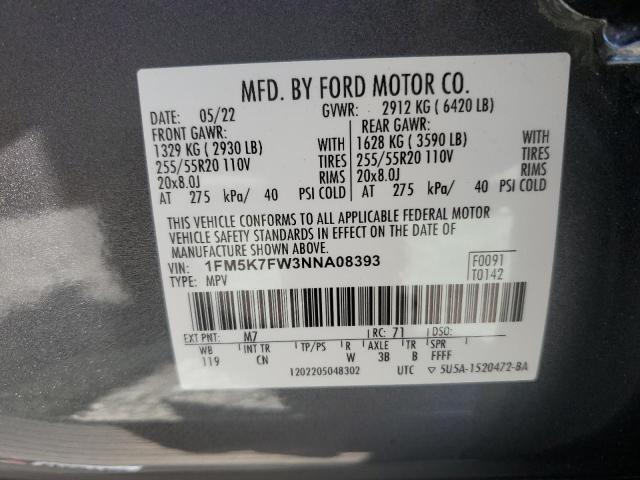 MFD. BY FORD MOTOR CO.
DATE: 05/22 GVWR: 2912 KG ( 6420 LB)
FRONT GAWR: REAR GAWR:
1329 KG ( 2930 LB) WITH 1628 KG ( 3590 LB) WITH
255/55R20 110V TIRES 255/55R20 110V TIRES
20x8.0J RIMS 20x8.0J RIMS
AT 275 kPa/ 40 PSI COLD AT 275 kPa/ 40 PSI COLD
THIS VEHICLE CONFORMS TO ALL APPLICABLE FEDERAL MOTOR
VEHICLE SAFETY STANDARDS IN EFFECT ON THE DATE OF
MANUFACTURE SHOWN ABOVE.
VIN: 1FM5K7FW3NNA08393 F0091
TYPE: MPV T0142
EXT PNT: M7 RC: 71 DSO:
WB INT TR TP/PS R AXLE TR SPR
119 CN W 3B B FFFF
1202205048302 UTC ▽ 5U5A-1520472-BA